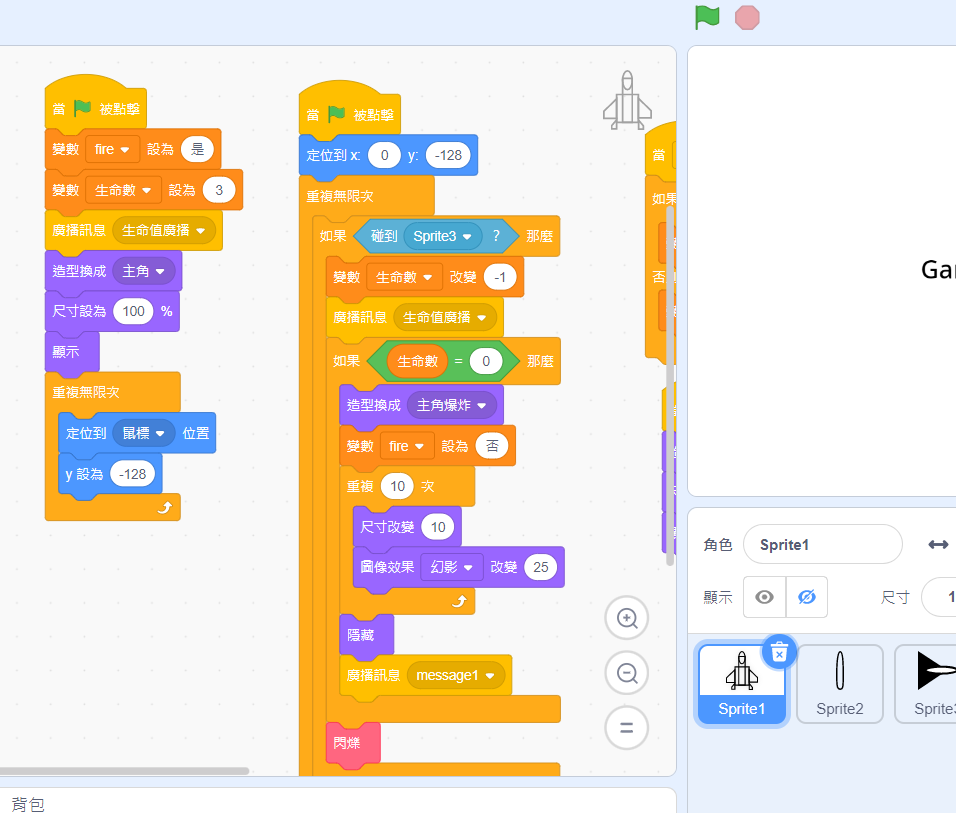 當 被點擊
變數 fire 設為 是
變數 生命數 設為 3
廣播訊息 生命值廣播
造型換成 主角
尺寸設為 100 %
顯示
重複無限次
定位到 鼠標 位置
y 設為 -128
當 被點擊
定位到 x: 0 y: -128
重複無限次
如果 碰到 Sprite3 ? 那麼
變數 生命數 改變 -1
廣播訊息 生命值廣播
如果 生命數 = 0 那麼
造型換成 主角爆炸
變數 fire 設為 否
重複 10 次
尺寸改變 10
圖像效果 幻影 改變 25
隱藏
廣播訊息 message1
閃爍
當
如果
否
Gar
角色 Sprite1
顯示 尺寸 1
Sprite1
Sprite2
Sprite3
背包